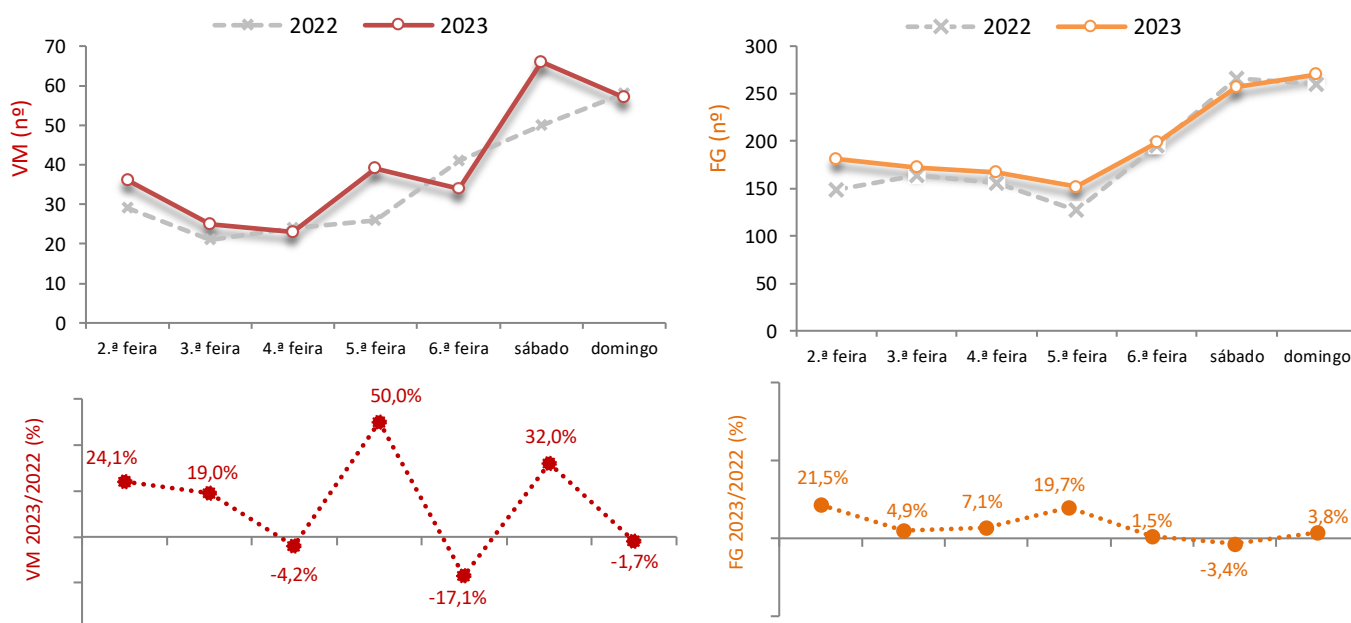 2022 2023
VM (nº)
70
60
50
40
30
20
10
0
2.ª feira 3.ª feira 4.ª feira 5.ª feira 6.ª feira sábado domingo
2022 2023
FG (nº)
300
250
200
150
100
50
0
2.ª feira 3.ª feira 4.ª feira 5.ª feira 6.ª feira sábado domingo
VM 2023/2022 (%)
24,1% 19,0% -4,2% 50,0% -17,1% 32,0% -1,7%
FG 2023/2022 (%)
21,5% 4,9% 7,1% 19,7% 1,5% -3,4% 3,8%